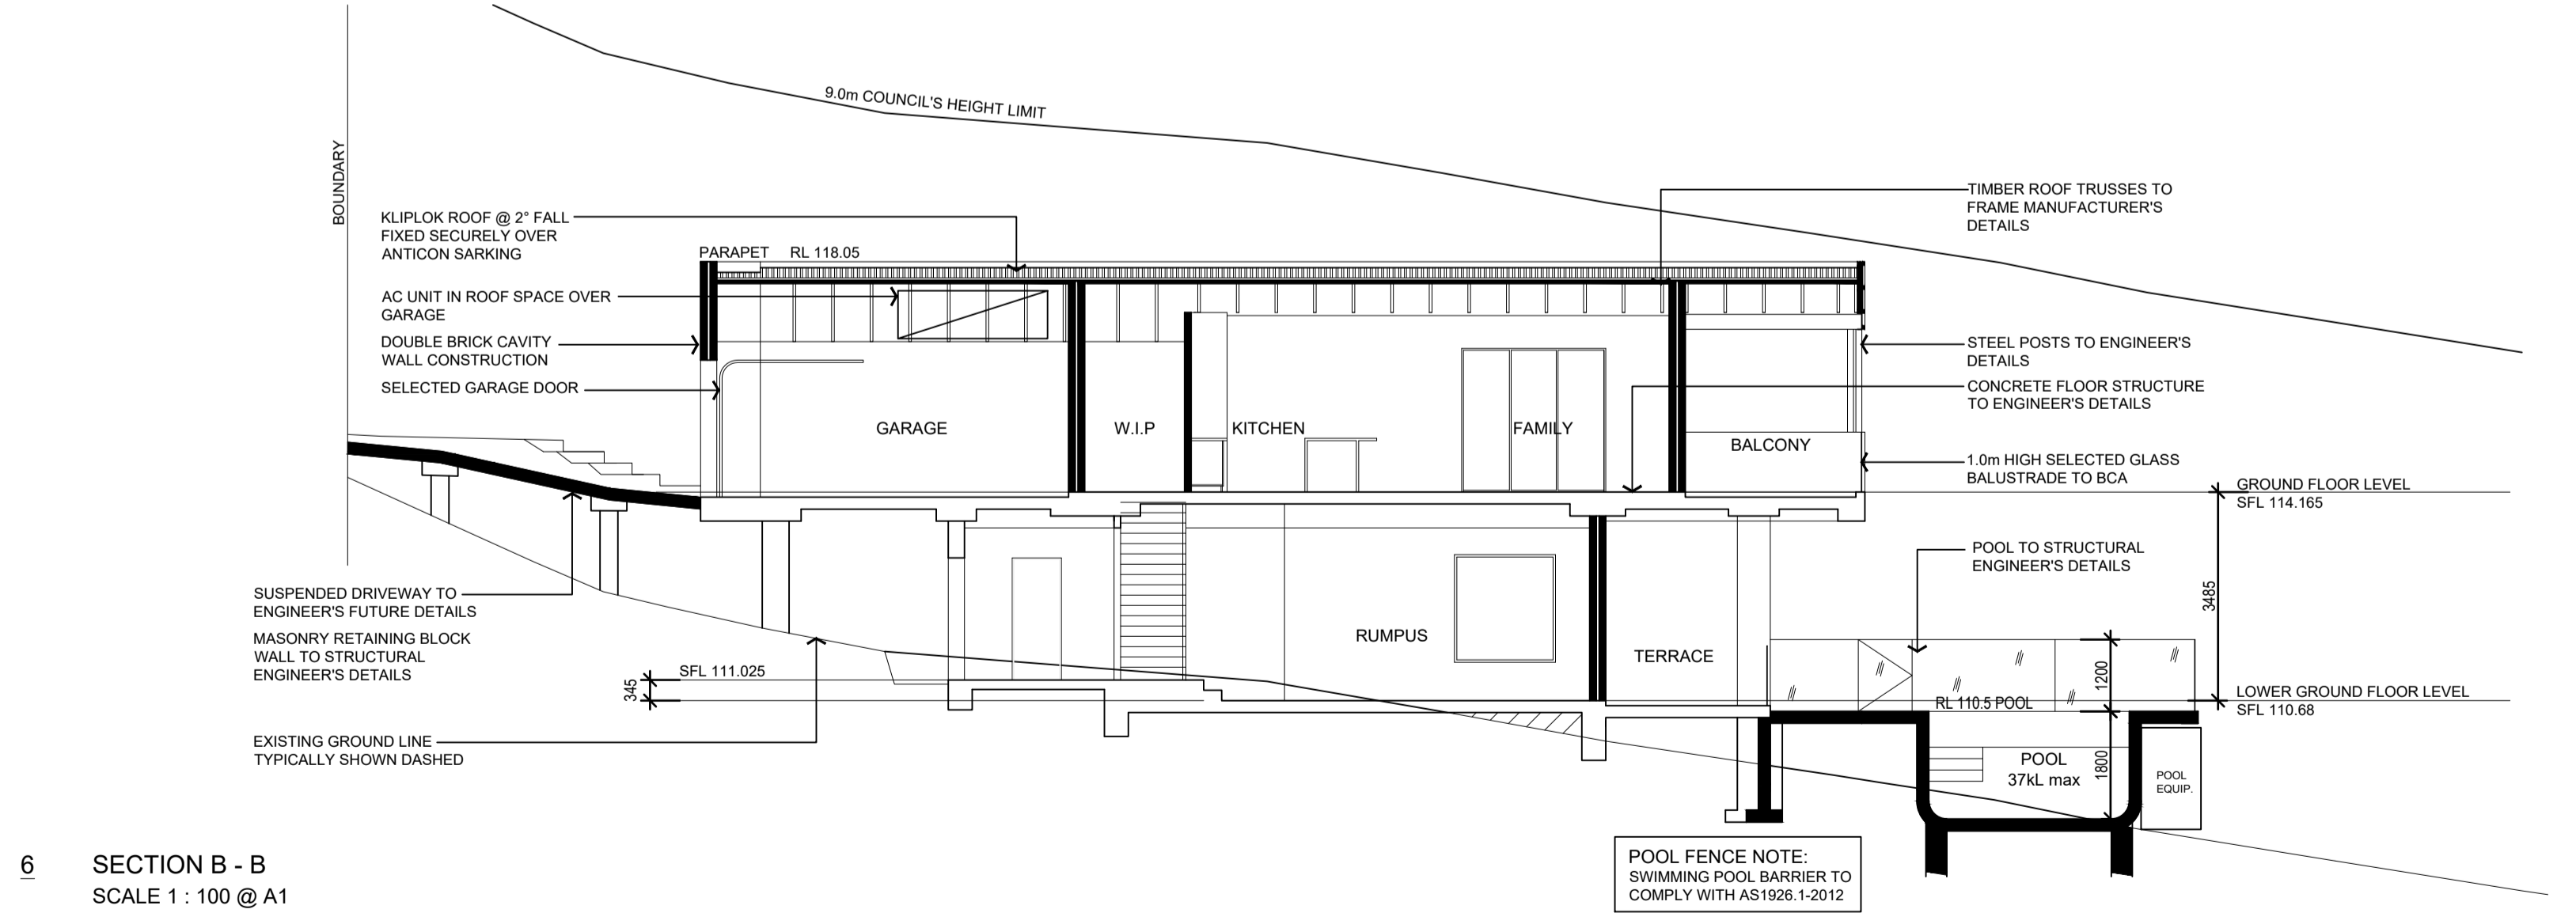 9.0m COUNCIL'S HEIGHT LIMIT
BOUNDARY
KLIPLOK ROOF @ 2° FALL
FIXED SECURELY OVER
ANTICON SARKING
PARAPET RL 118.05
AC UNIT IN ROOF SPACE OVER
GARAGE
DOUBLE BRICK CAVITY
WALL CONSTRUCTION
SELECTED GARAGE DOOR
TIMBER ROOF TRUSSES TO
FRAME MANUFACTURER'S
DETAILS
STEEL POSTS TO ENGINEER'S
DETAILS
CONCRETE FLOOR STRUCTURE
TO ENGINEER'S DETAILS
GARAGE
W.I.P
KITCHEN
FAMILY
BALCONY
1.0m HIGH SELECTED GLASS
BALUSTRADE TO BCA
GROUND FLOOR LEVEL
SFL 114.165
POOL TO STRUCTURAL
ENGINEER'S DETAILS
3485
SUSPENDED DRIVEWAY TO
ENGINEER'S FUTURE DETAILS
MASONRY RETAINING BLOCK
WALL TO STRUCTURAL
ENGINEER'S DETAILS
345
SFL 111.025
RUMPUS
TERRACE
1200
RL 110.5 POOL
LOWER GROUND FLOOR LEVEL
SFL 110.68
EXISTING GROUND LINE
TYPICALLY SHOWN DASHED
POOL
37kL max
1800
POOL
EQUIP.
POOL FENCE NOTE:
SWIMMING POOL BARRIER TO
COMPLY WITH AS1926.1-2012
6 SECTION B - B
SCALE 1 : 100 @ A1